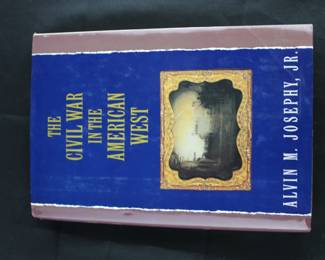 THE
CIVIL WAR
IN THE
AMERICAN
WEST
ALVIN M. JOSEPHY, JR.